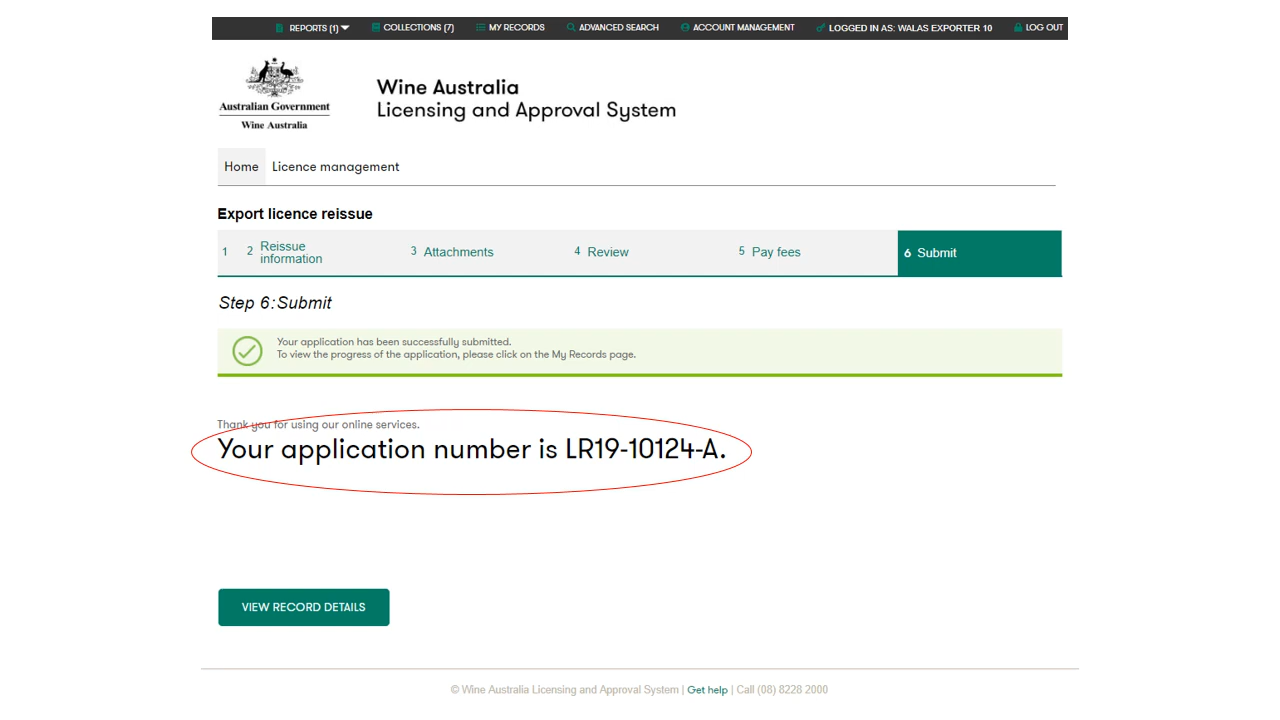 REPORTS (1) COLLECTIONS (7) MY RECORDS ADVANCED SEARCH ACCOUNT MANAGEMENT LOGGED IN AS: WALAS EXPORTER 10 LOG OUT
Australian Government
Wine Australia
Wine Australia
Licensing and Approval System
Home Licence management
Export licence reissue
1 2 Reissue information 3 Attachments 4 Review 5 Pay fees 6 Submit
Step 6:Submit
Your application has been successfully submitted.
To view the progress of the application, please click on the My Records page.
Thank you for using our online services.
Your application number is LR19-10124-A.
VIEW RECORD DETAILS
© Wine Australia Licensing and Approval System | Get help | Call (08) 8228 2000